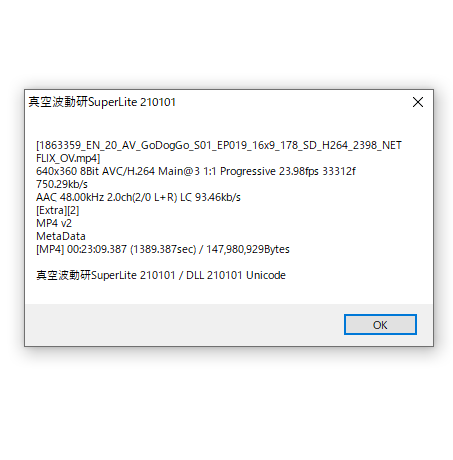 真空波動研SuperLite 210101
[1863359_EN_20_AV_GoDogGo_S01_EP019_16x9_178_SD_H264_2398_NET
FLIX_OV.mp4]
640x360 8Bit AVC/H.264 Main@3 1:1 Progressive 23.98fps 33312f
750.29kb/s
AAC 48.00kHz 2.0ch(2/0 L+R) LC 93.46kb/s
[Extra][2]
MP4 v2
MetaData
[MP4] 00:23:09.387 (1389.387sec) / 147,980,929Bytes
真空波動研SuperLite 210101 / DLL 210101 Unicode
OK